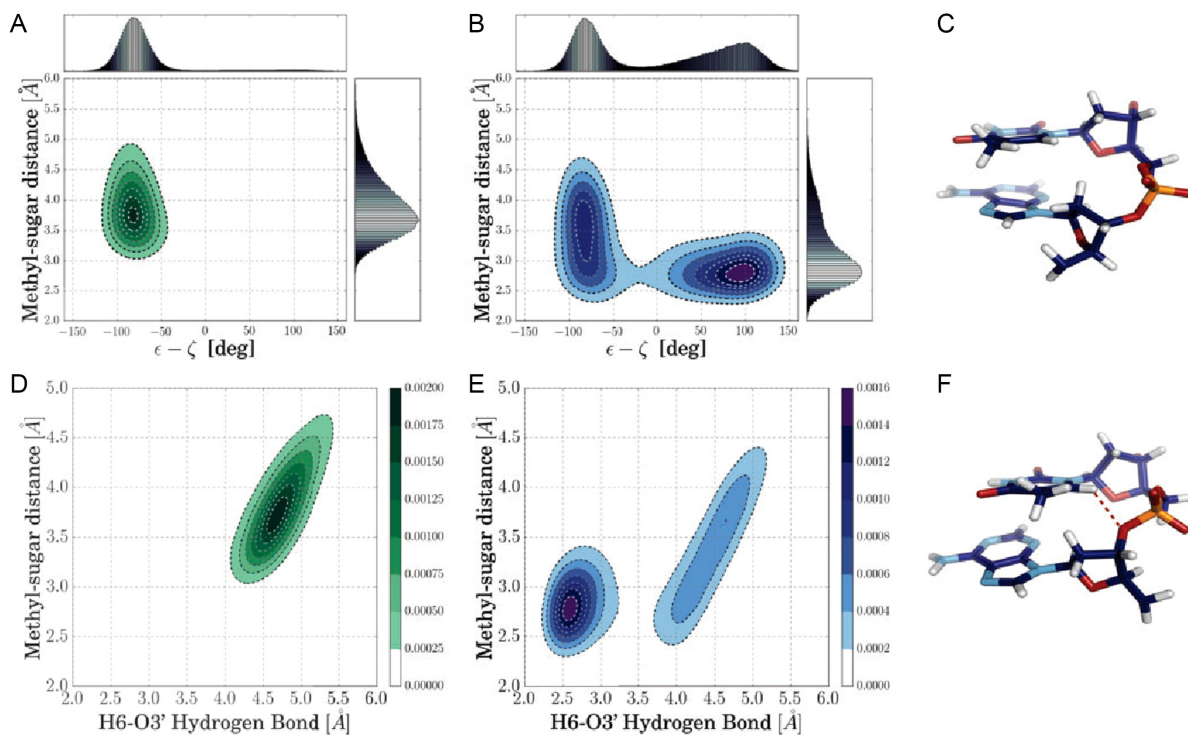 A
B
C
Methyl-sugar distance [Å]
6.0
5.5
5.0
4.5
4.0
3.5
3.0
2.5
2.0
−150 −100 −50 0 50 100 150
ϵ − ζ [deg]
Methyl-sugar distance [Å]
6.0
5.5
5.0
4.5
4.0
3.5
3.0
2.5
2.0
−150 −100 −50 0 50 100 150
ϵ − ζ [deg]
D
E
F
Methyl-sugar distance [Å]
5.0
4.5
4.0
3.5
3.0
2.5
2.0
2.0 2.5 3.0 3.5 4.0 4.5 5.0 5.5 6.0
H6-O3' Hydrogen Bond [Å]
0.00200
0.00175
0.00150
0.00125
0.00100
0.00075
0.00050
0.00025
0.00000
Methyl-sugar distance [Å]
5.0
4.5
4.0
3.5
3.0
2.5
2.0
2.0 2.5 3.0 3.5 4.0 4.5 5.0 5.5 6.0
H6-O3' Hydrogen Bond [Å]
0.0016
0.0014
0.0012
0.0010
0.0008
0.0006
0.0004
0.0002
0.0000